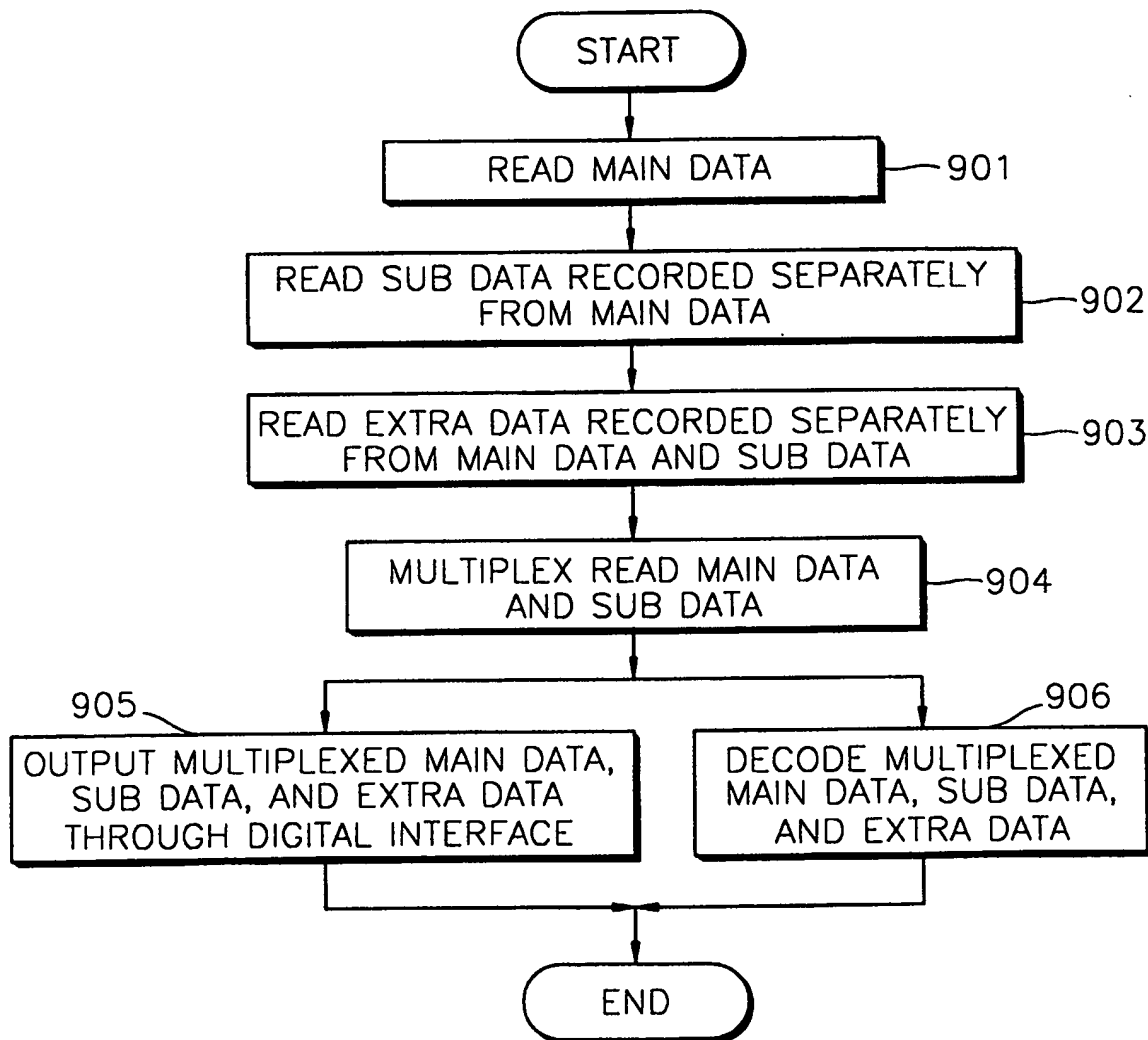 START
READ MAIN DATA
901
READ SUB DATA RECORDED SEPARATELY
FROM MAIN DATA
902
READ EXTRA DATA RECORDED SEPARATELY
FROM MAIN DATA AND SUB DATA
903
MULTIPLEX READ MAIN DATA
AND SUB DATA
904
905
OUTPUT MULTIPLEXED MAIN DATA,
SUB DATA, AND EXTRA DATA
THROUGH DIGITAL INTERFACE
906
DECODE MULTIPLEXED
MAIN DATA, SUB DATA,
AND EXTRA DATA
END